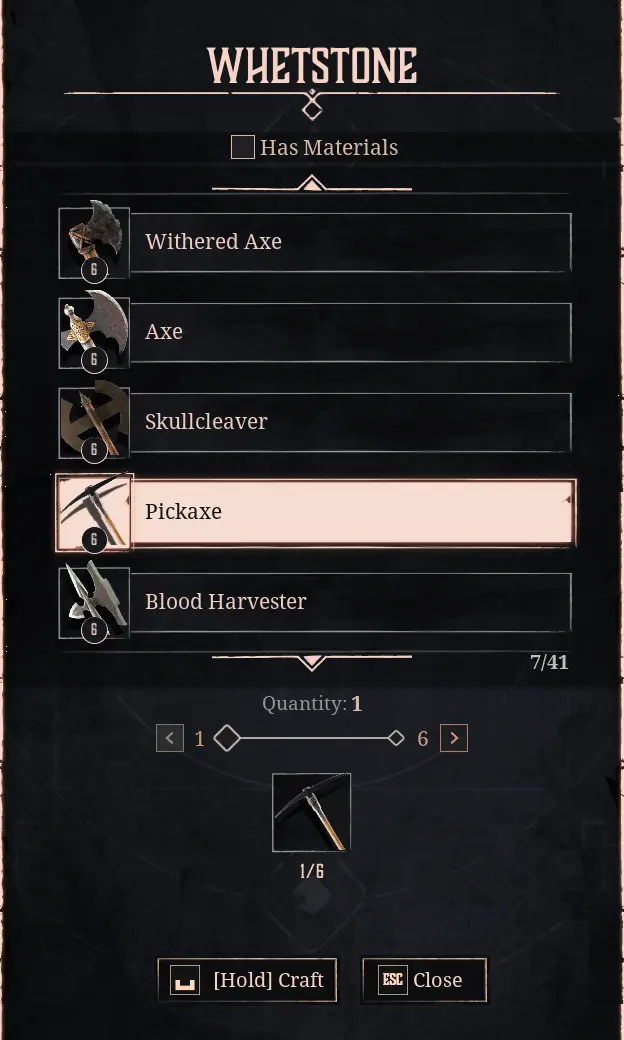 WHETSTONE
Has Materials
Withered Axe
6
Axe
6
Skullcleaver
6
Pickaxe
6
Blood Harvester
6
7/41
Quantity: 1
< 1 6 >
1/6
[Hold] Craft ESC Close